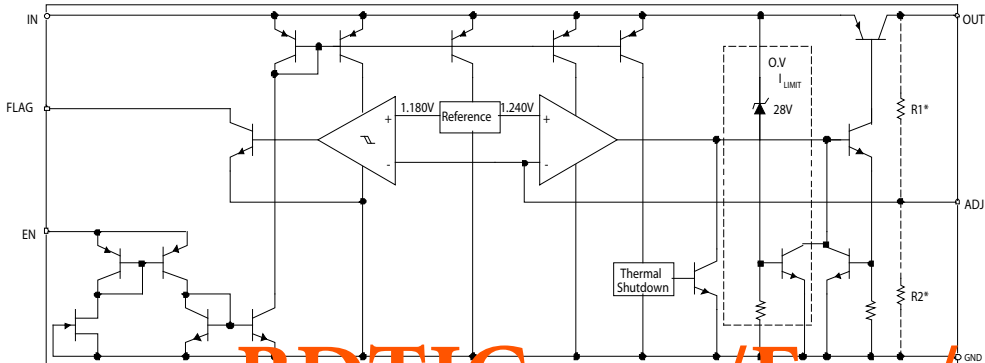 IN
OUT
O.V
I LIMIT
28V
FLAG
1.180V
Reference
1.240V
R1*
+
+
-
-
ADJ
EN
Thermal
Shutdown
R2*
GND